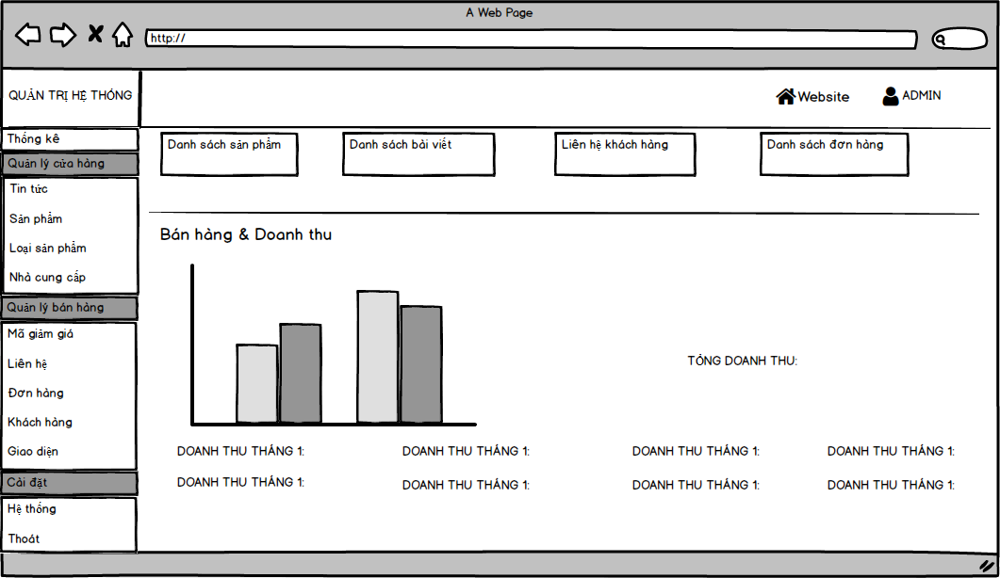 A Web Page
http://
QUẢN TRỊ HỆ THỐNG
Website
ADMIN
Thống kê
Quản lý cửa hàng
Tin tức
Sản phẩm
Loại sản phẩm
Nhà cung cấp
Quản lý bán hàng
Mã giảm giá
Liên hệ
Đơn hàng
Khách hàng
Giao diện
Cài đặt
Hệ thống
Thoát
Danh sách sản phẩm
Danh sách bài viết
Liên hệ khách hàng
Danh sách đơn hàng
Bán hàng & Doanh thu
TỔNG DOANH THU:
DOANH THU THÁNG 1:
DOANH THU THÁNG 1:
DOANH THU THÁNG 1:
DOANH THU THÁNG 1:
DOANH THU THÁNG 1:
DOANH THU THÁNG 1:
DOANH THU THÁNG 1:
DOANH THU THÁNG 1: